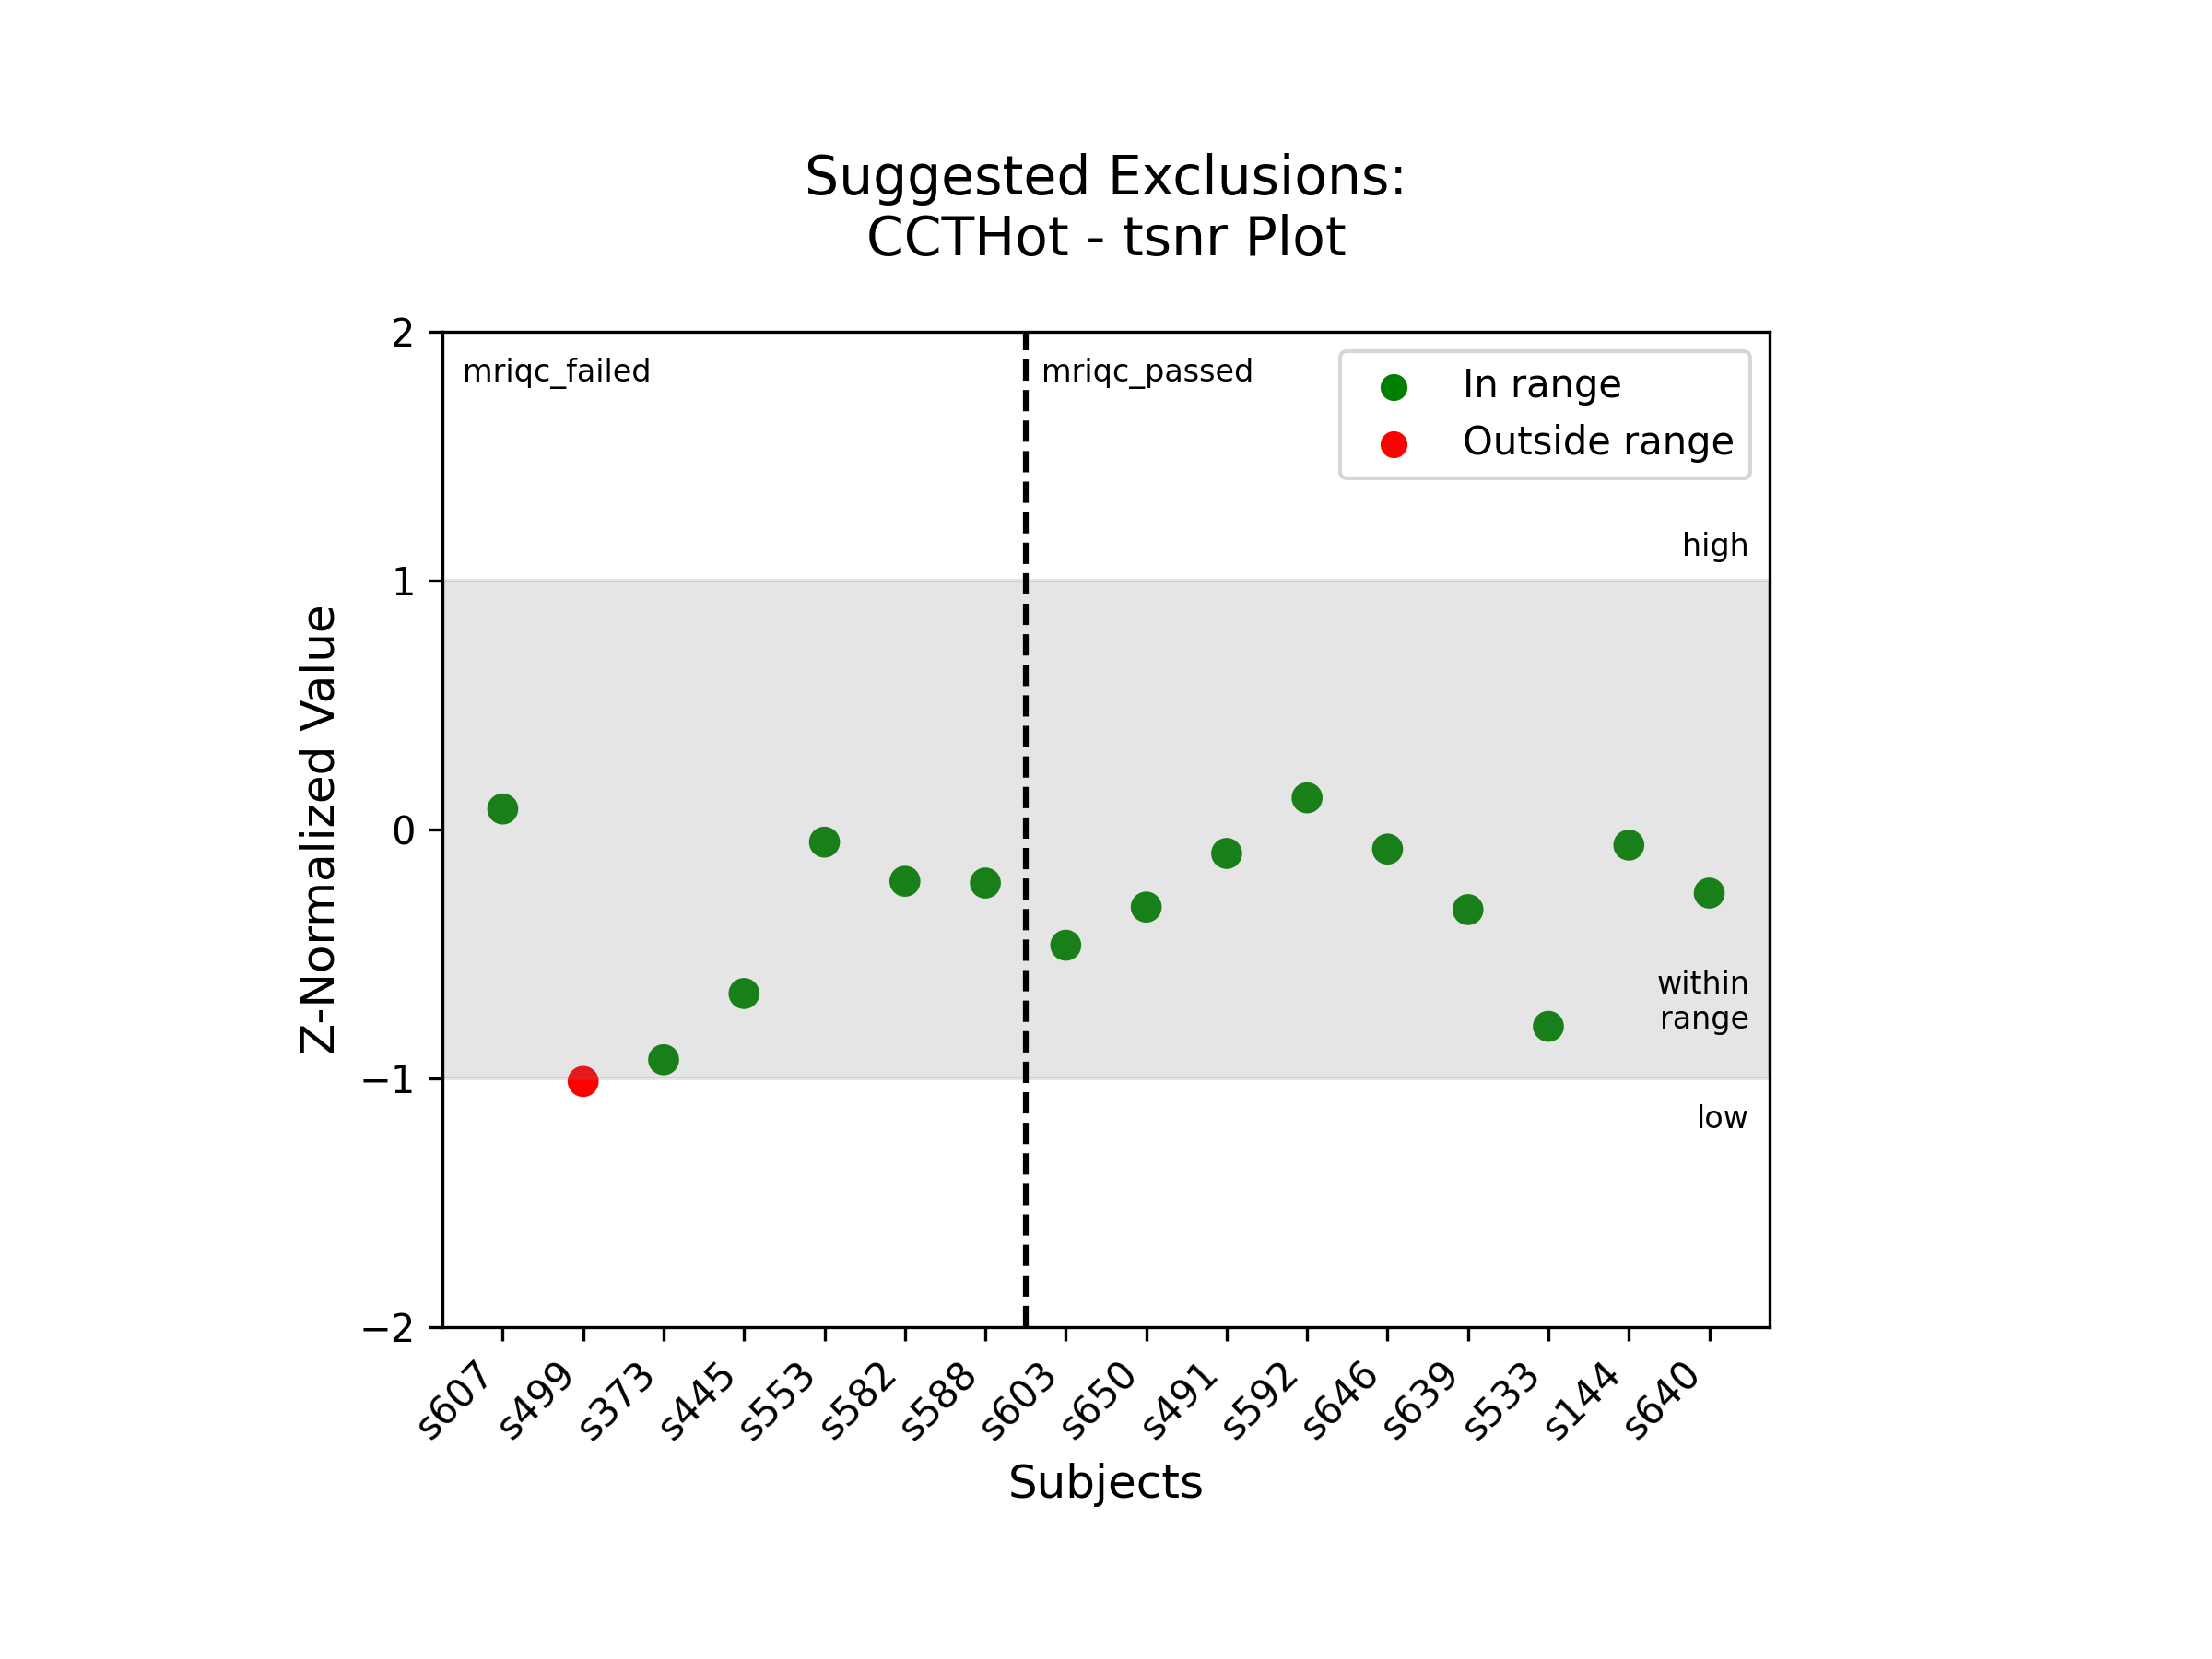 Suggested Exclusions:
CCTHot - tsnr Plot
mriqc_failed
mriqc_passed
In range
Outside range
high
within
range
low
Z-Normalized Value
2
1
0
−1
−2
s607
s499
s373
s445
s553
s582
s588
s603
s650
s491
s592
s646
s639
s533
s144
s640
Subjects